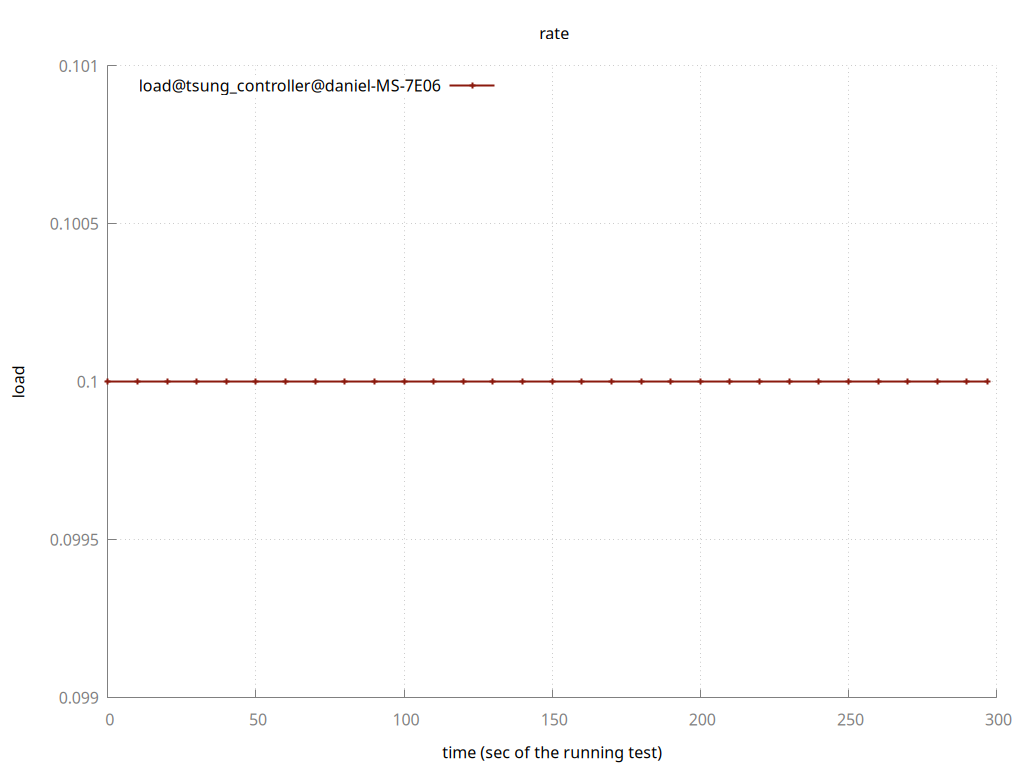 rate
0.101
load@tsung_controller@daniel-MS-7E06
0.1005
load
0.1
0.0995
0.099
0 50 100 150 200 250 300
time (sec of the running test)